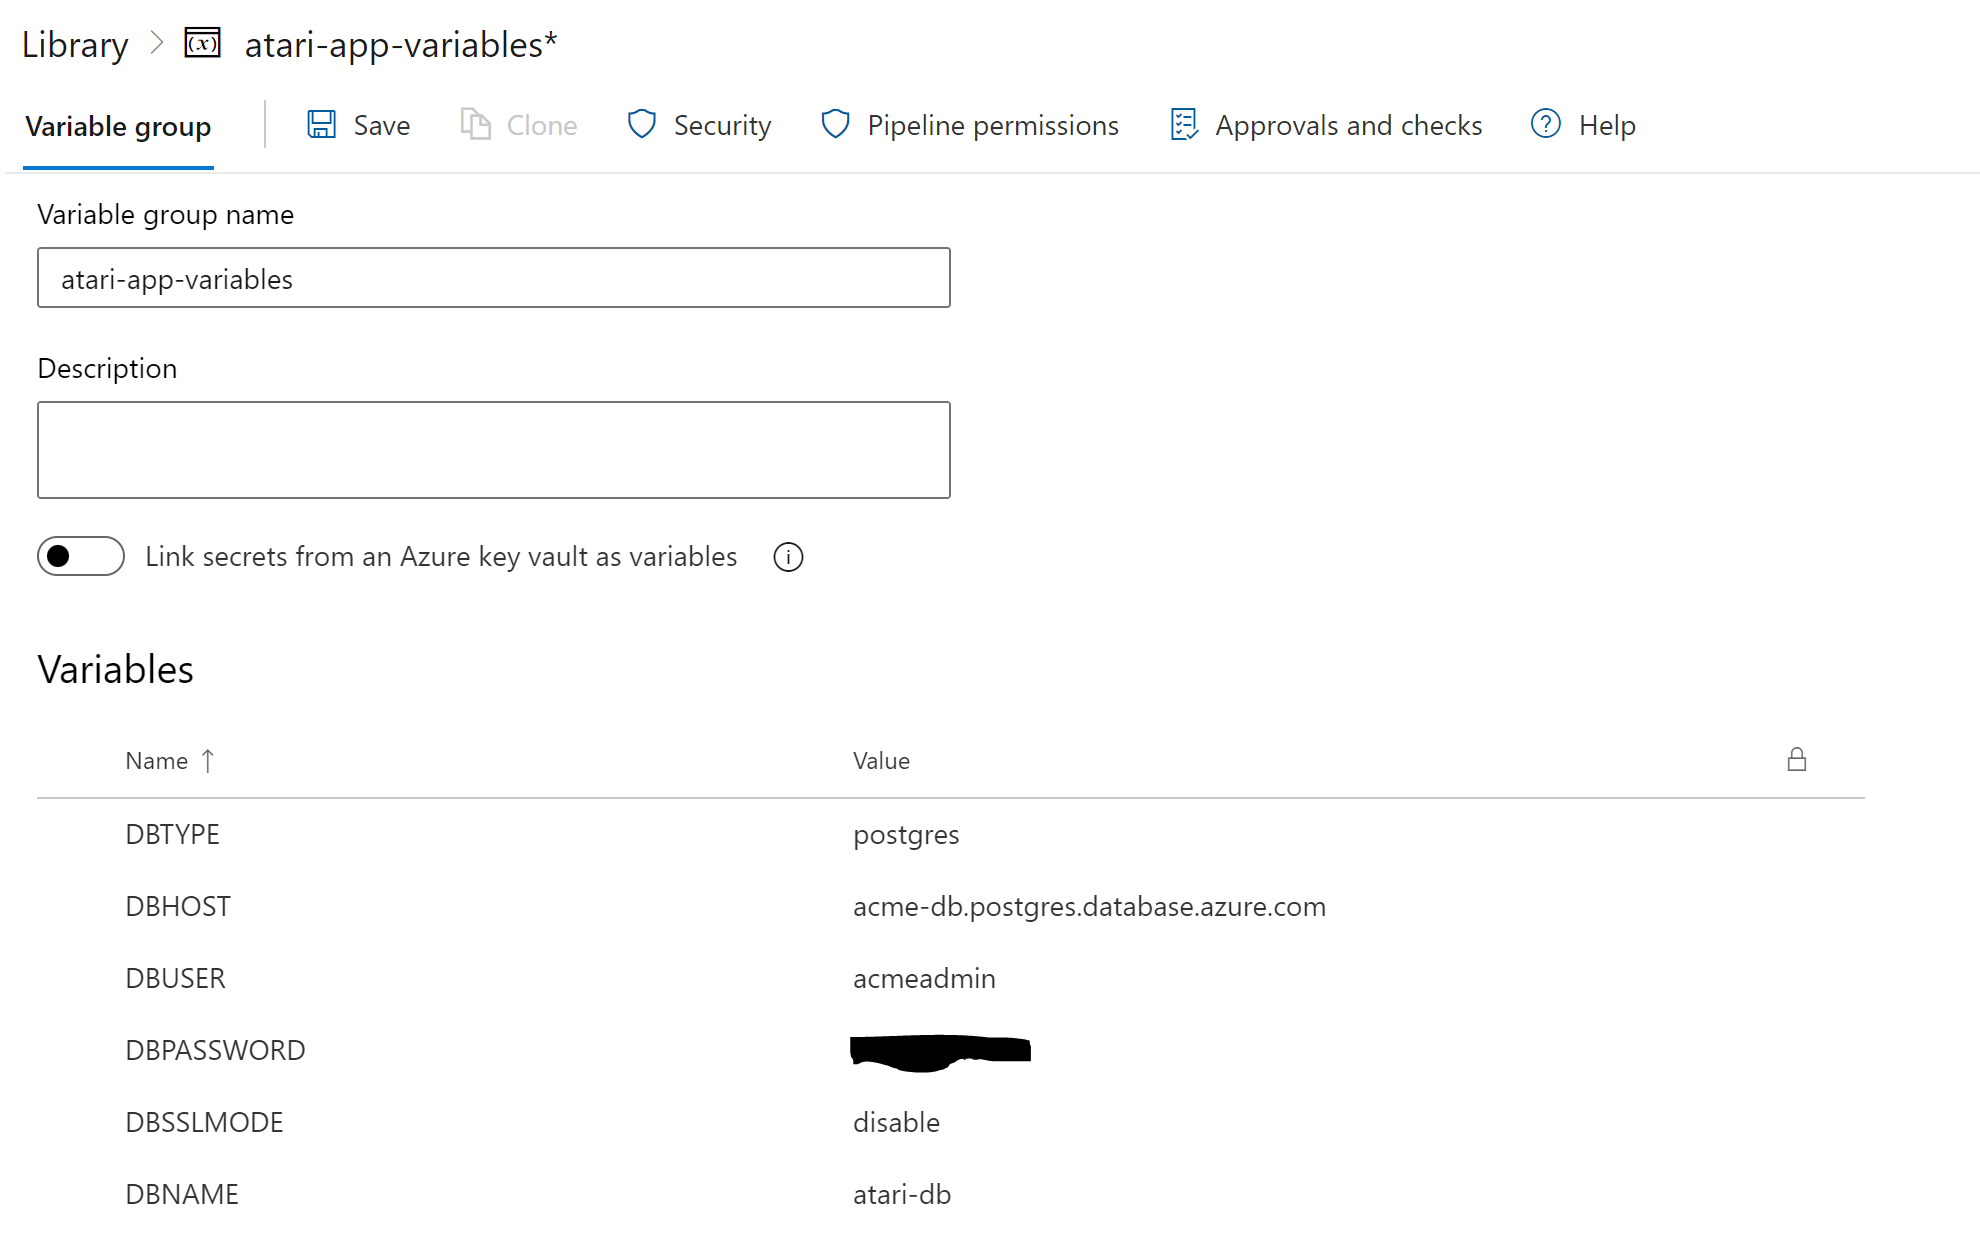 Library > atari-app-variables*
Variable group Save Clone Security Pipeline permissions Approvals and checks Help
Variable group name
atari-app-variables
Description
Link secrets from an Azure key vault as variables
Variables
Name ↑ Value
DBTYPE postgres
DBHOST acme-db.postgres.database.azure.com
DBUSER acmeadmin
DBPASSWORD
DBSSLMODE disable
DBNAME atari-db